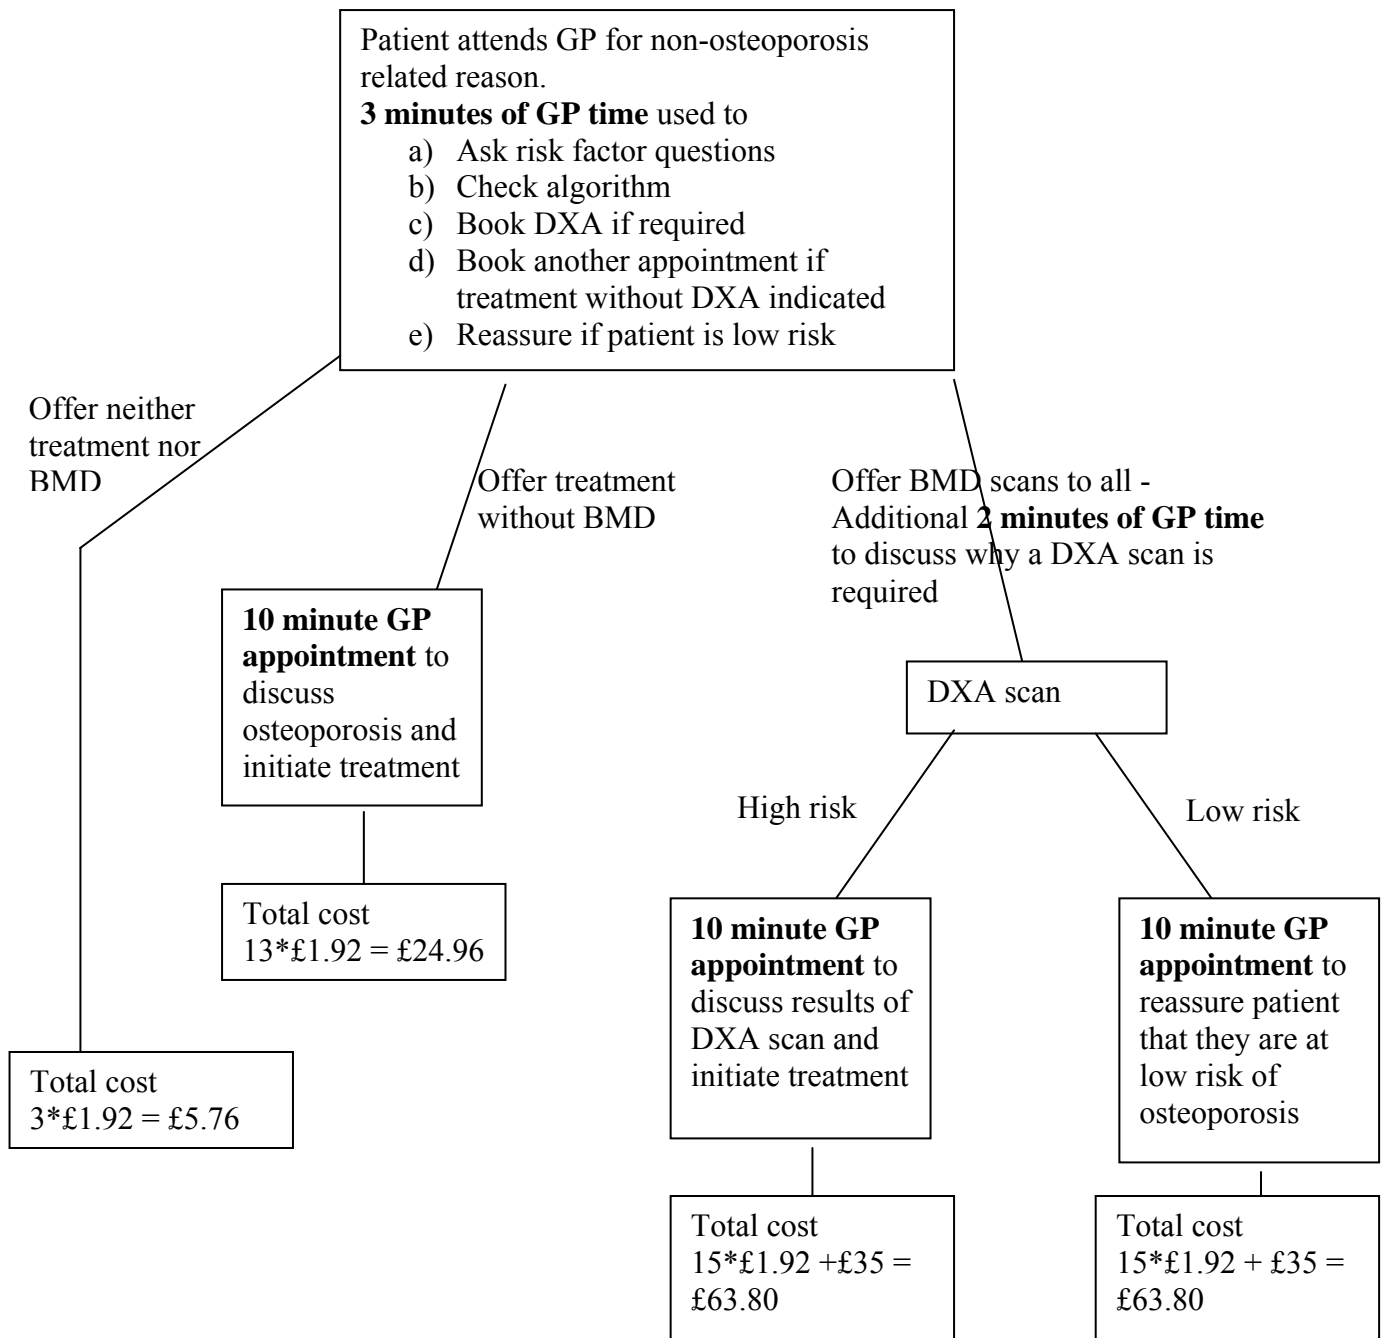 Patient attends GP for non-osteoporosis
related reason.
3 minutes of GP time used to
a) Ask risk factor questions
b) Check algorithm
c) Book DXA if required
d) Book another appointment if
treatment without DXA indicated
e) Reassure if patient is low risk
Offer neither
treatment nor
BMD
Offer treatment
without BMD
Offer BMD scans to all -
Additional 2 minutes of GP time
to discuss why a DXA scan is
required
10 minute GP
appointment to
discuss
osteoporosis and
initiate treatment
DXA scan
High risk
Low risk
Total cost
13*£1.92 = £24.96
10 minute GP
appointment to
discuss results of
DXA scan and
initiate treatment
10 minute GP
appointment to
reassure patient
that they are at
low risk of
osteoporosis
Total cost
3*£1.92 = £5.76
Total cost
15*£1.92 +£35 =
£63.80
Total cost
15*£1.92 + £35 =
£63.80